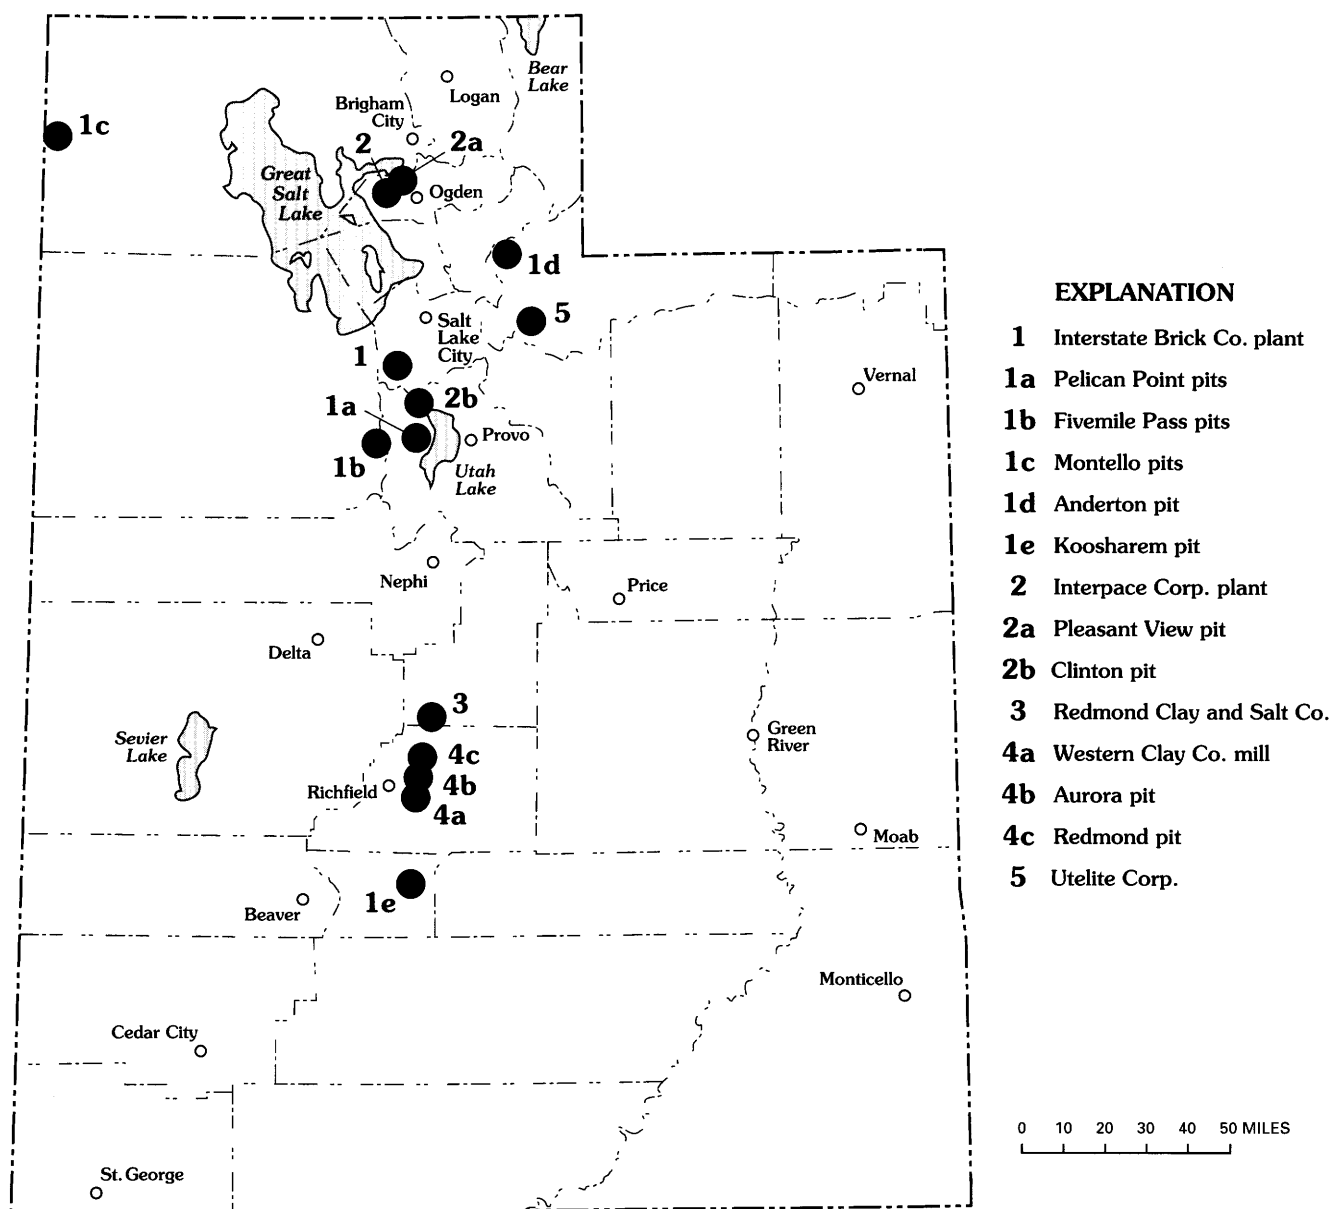 Bear
Lake
Logan
Brigham
City
1c
2
2a
Great
Salt
Lake
Ogden
1d
5
Salt
Lake
City
1
Vernal
2b
1a
Provo
1b
Utah
Lake
Nephi
Price
Delta
3
Sevier
Lake
Green
River
4c
Richfield
4b
4a
Moab
1e
Beaver
Monticello
Cedar City
St. George
EXPLANATION
1 Interstate Brick Co. plant
1a Pelican Point pits
1b Fivemile Pass pits
1c Montello pits
1d Anderton pit
1e Koosharem pit
2 Interpace Corp. plant
2a Pleasant View pit
2b Clinton pit
3 Redmond Clay and Salt Co.
4a Western Clay Co. mill
4b Aurora pit
4c Redmond pit
5 Utelite Corp.
0 10 20 30 40 50 MILES